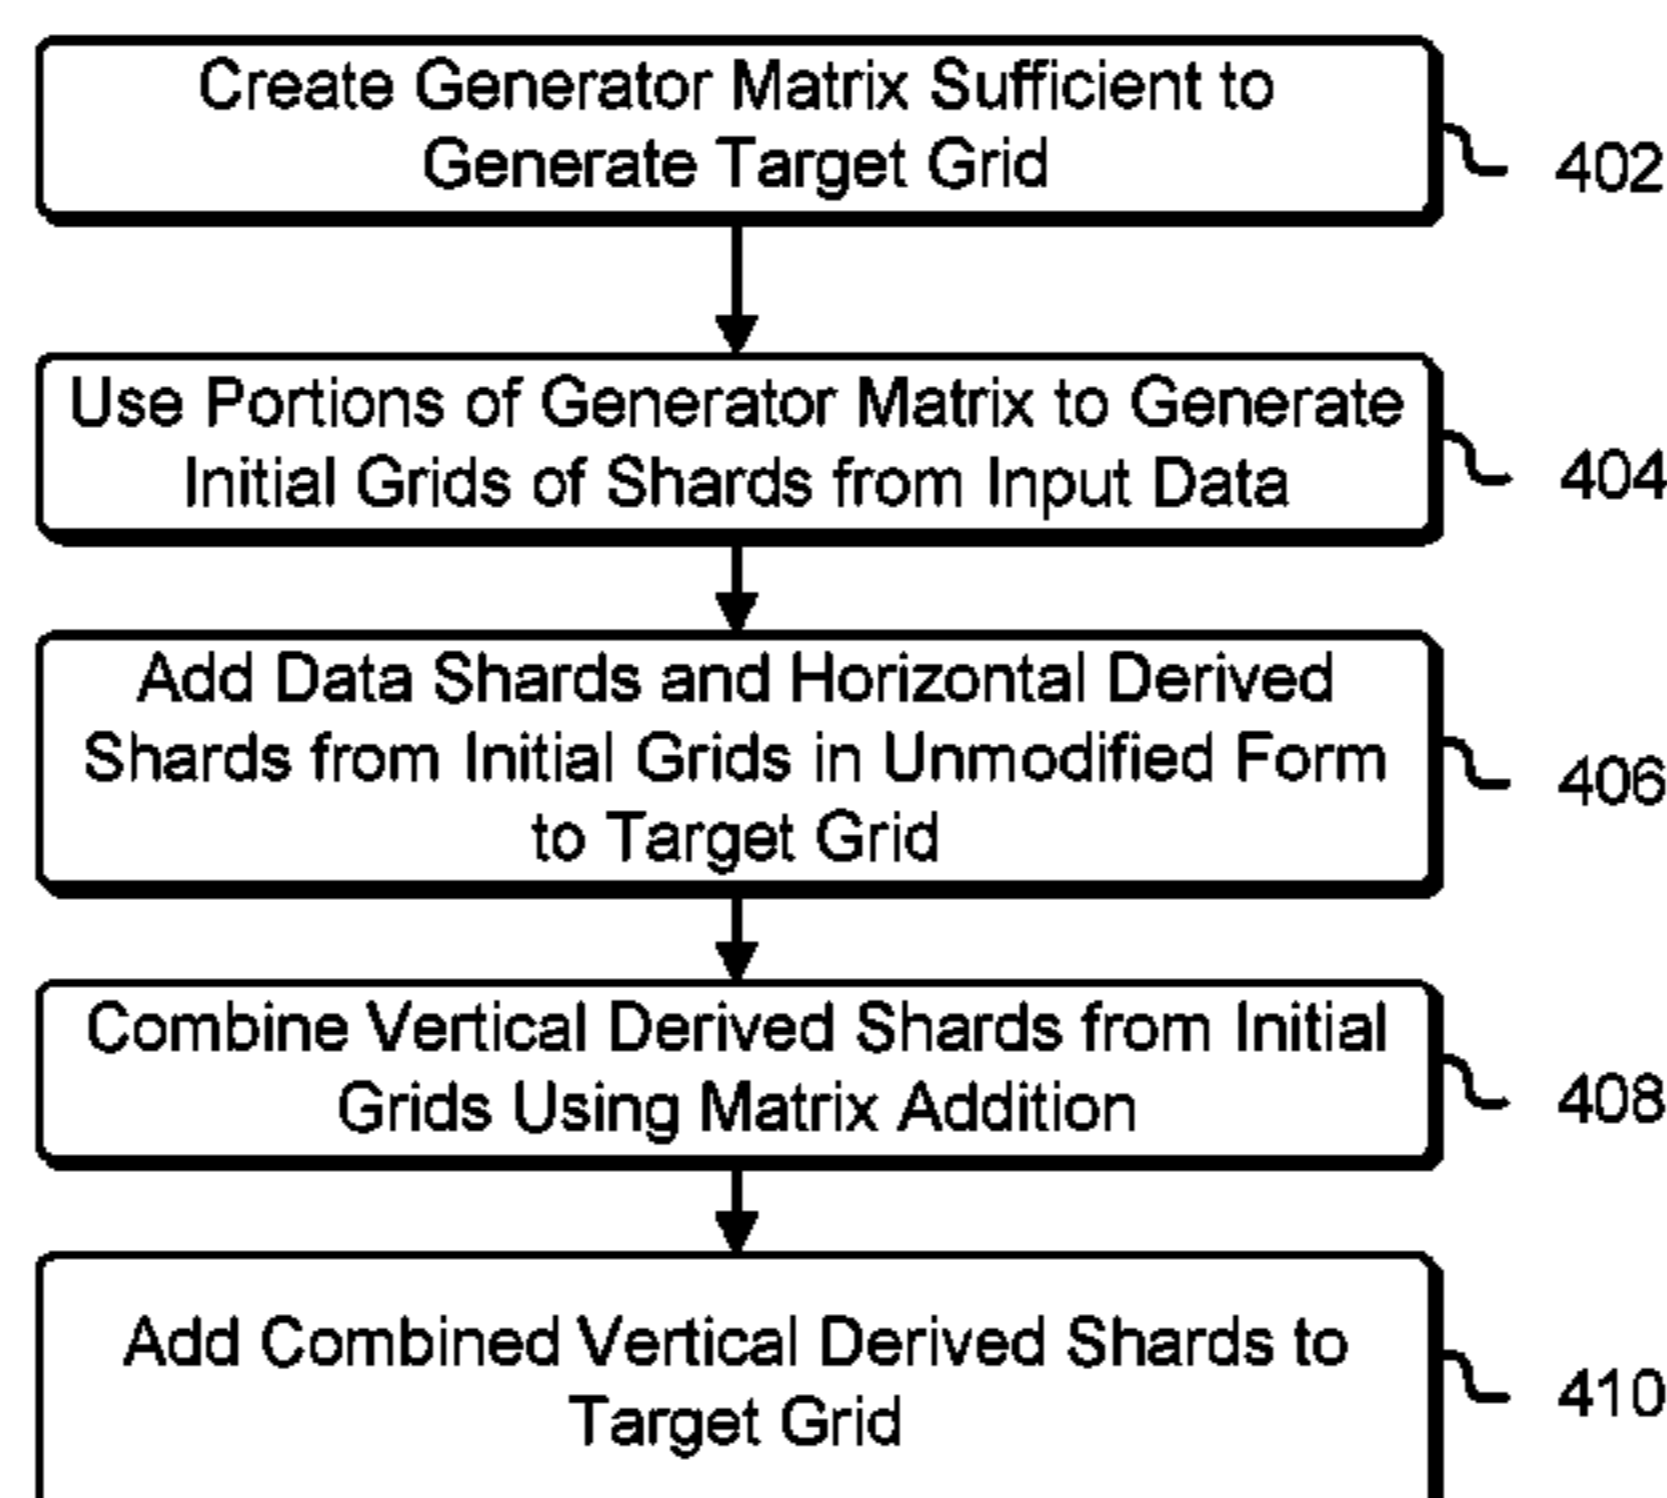 Create Generator Matrix Sufficient to
Generate Target Grid
402
Use Portions of Generator Matrix to Generate
Initial Grids of Shards from Input Data
404
Add Data Shards and Horizontal Derived
Shards from Initial Grids in Unmodified Form
to Target Grid
406
Combine Vertical Derived Shards from Initial
Grids Using Matrix Addition
408
Add Combined Vertical Derived Shards to
Target Grid
410